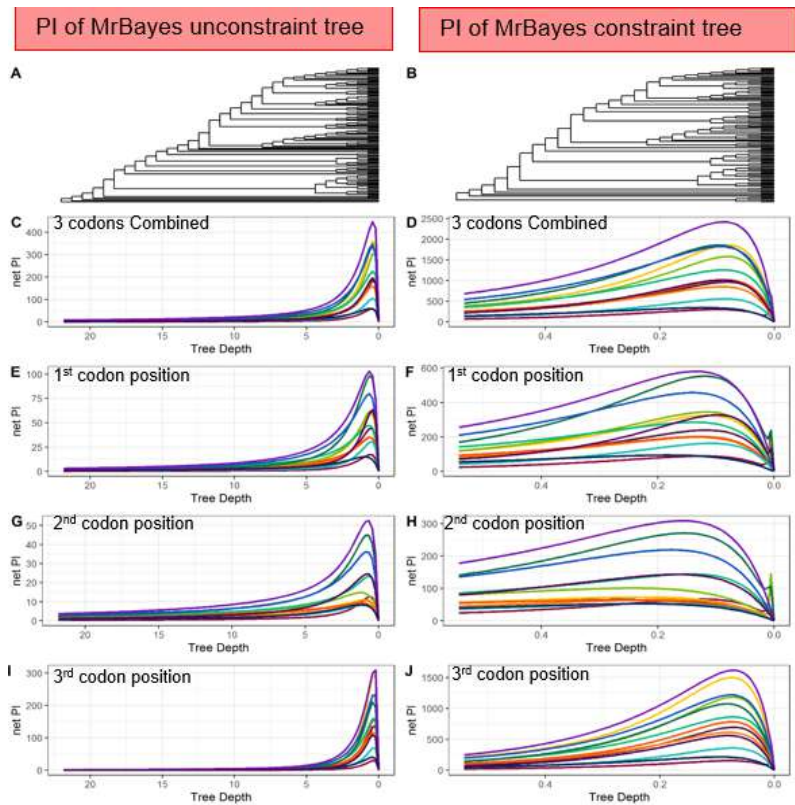 PI of MrBayes unconstraint tree
PI of MrBayes constraint tree
A
B
C
3 codons Combined
net PI
400
300
200
100
0
20
15
10
5
0
Tree Depth
D
3 codons Combined
net PI
2500
2000
1500
1000
500
0
0.4
0.2
0.0
Tree Depth
E
1st codon position
net PI
100
75
50
25
0
20
15
10
5
0
Tree Depth
F
1st codon position
net PI
600
400
200
0
0.4
0.2
0.0
Tree Depth
G
2nd codon position
net PI
50
40
30
20
10
0
20
15
10
5
0
Tree Depth
H
2nd codon position
net PI
300
200
100
0
0.4
0.2
0.0
Tree Depth
I
3rd codon position
net PI
300
200
100
0
20
15
10
5
0
Tree Depth
J
3rd codon position
net PI
1500
1000
500
0
0.4
0.2
0.0
Tree Depth